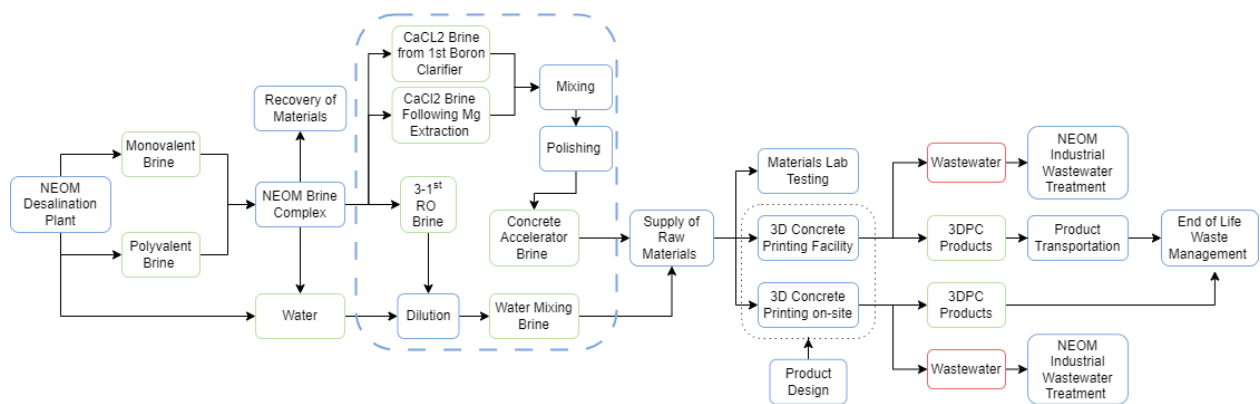 NEOM
Desalination
Plant
Monovalent
Brine
Polyvalent
Brine
Recovery of
Materials
NEOM Brine
Complex
Water
CaCL2 Brine
from 1st Boron
Clarifier
CaCl2 Brine
Following Mg
Extraction
3-1st
RO
Brine
Dilution
Mixing
Polishing
Concrete
Accelerator
Brine
Water Mixing
Brine
Supply of
Raw
Materials
Materials Lab
Testing
3D Concrete
Printing Facility
3D Concrete
Printing on-site
Product
Design
Wastewater
NEOM
Industrial
Wastewater
Treatment
3DPC
Products
Product
Transportation
End of Life
Waste
Management
3DPC
Products
Wastewater
NEOM
Industrial
Wastewater
Treatment